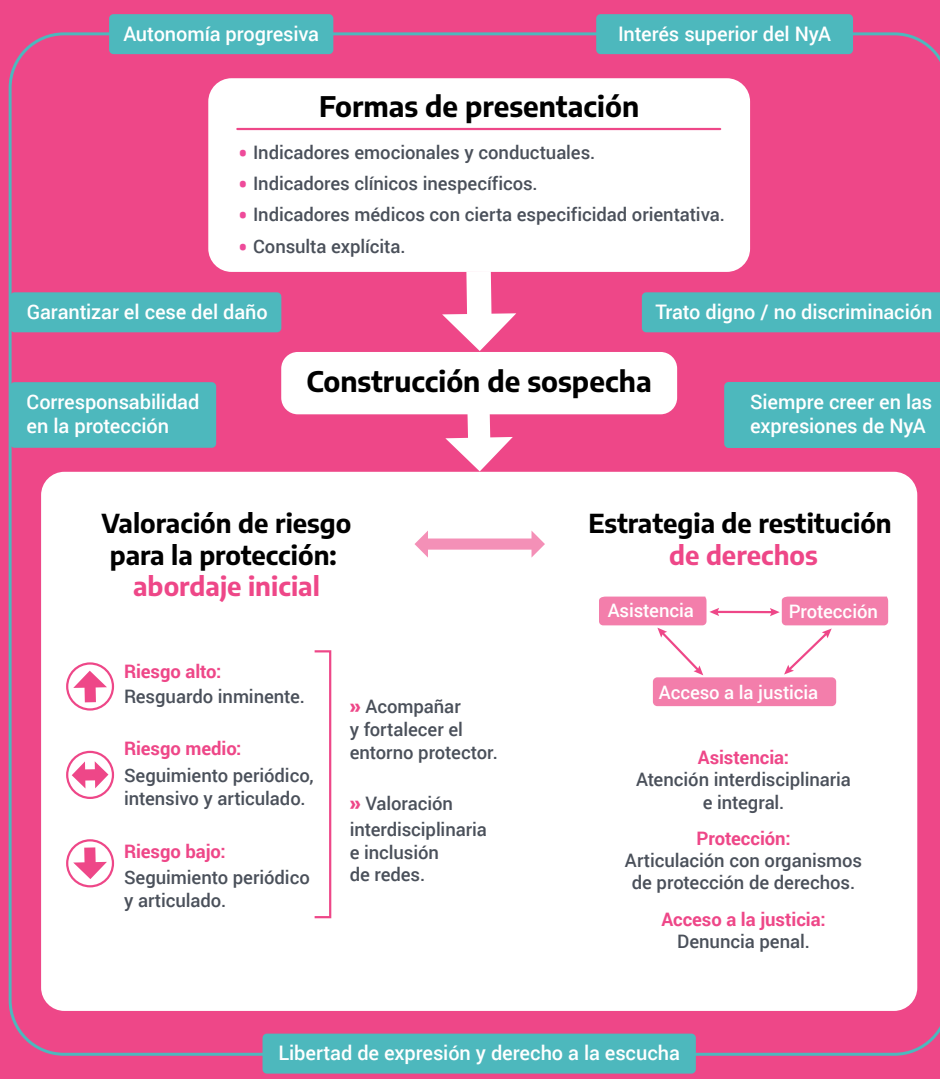 Autonomía progresiva
Interés superior del NyA
Formas de presentación
• Indicadores emocionales y conductuales.
• Indicadores clínicos inespecíficos.
• Indicadores médicos con cierta especificidad orientativa.
• Consulta explícita.
Garantizar el cese del daño
Trato digno / no discriminación
Construcción de sospecha
Corresponsabilidad
en la protección
Siempre creer en las
expresiones de NyA
Valoración de riesgo
para la protección:
abordaje inicial
Riesgo alto:
Resguardo inminente.
Riesgo medio:
Seguimiento periódico,
intensivo y articulado.
Riesgo bajo:
Seguimiento periódico
y articulado.
» Acompañar
y fortalecer el
entorno protector.
» Valoración
interdisciplinaria
e inclusión
de redes.
Estrategia de restitución
de derechos
Asistencia
Protección
Acceso a la justicia
Asistencia:
Atención interdisciplinaria
e integral.
Protección:
Articulación con organismos
de protección de derechos.
Acceso a la justicia:
Denuncia penal.
Libertad de expresión y derecho a la escucha